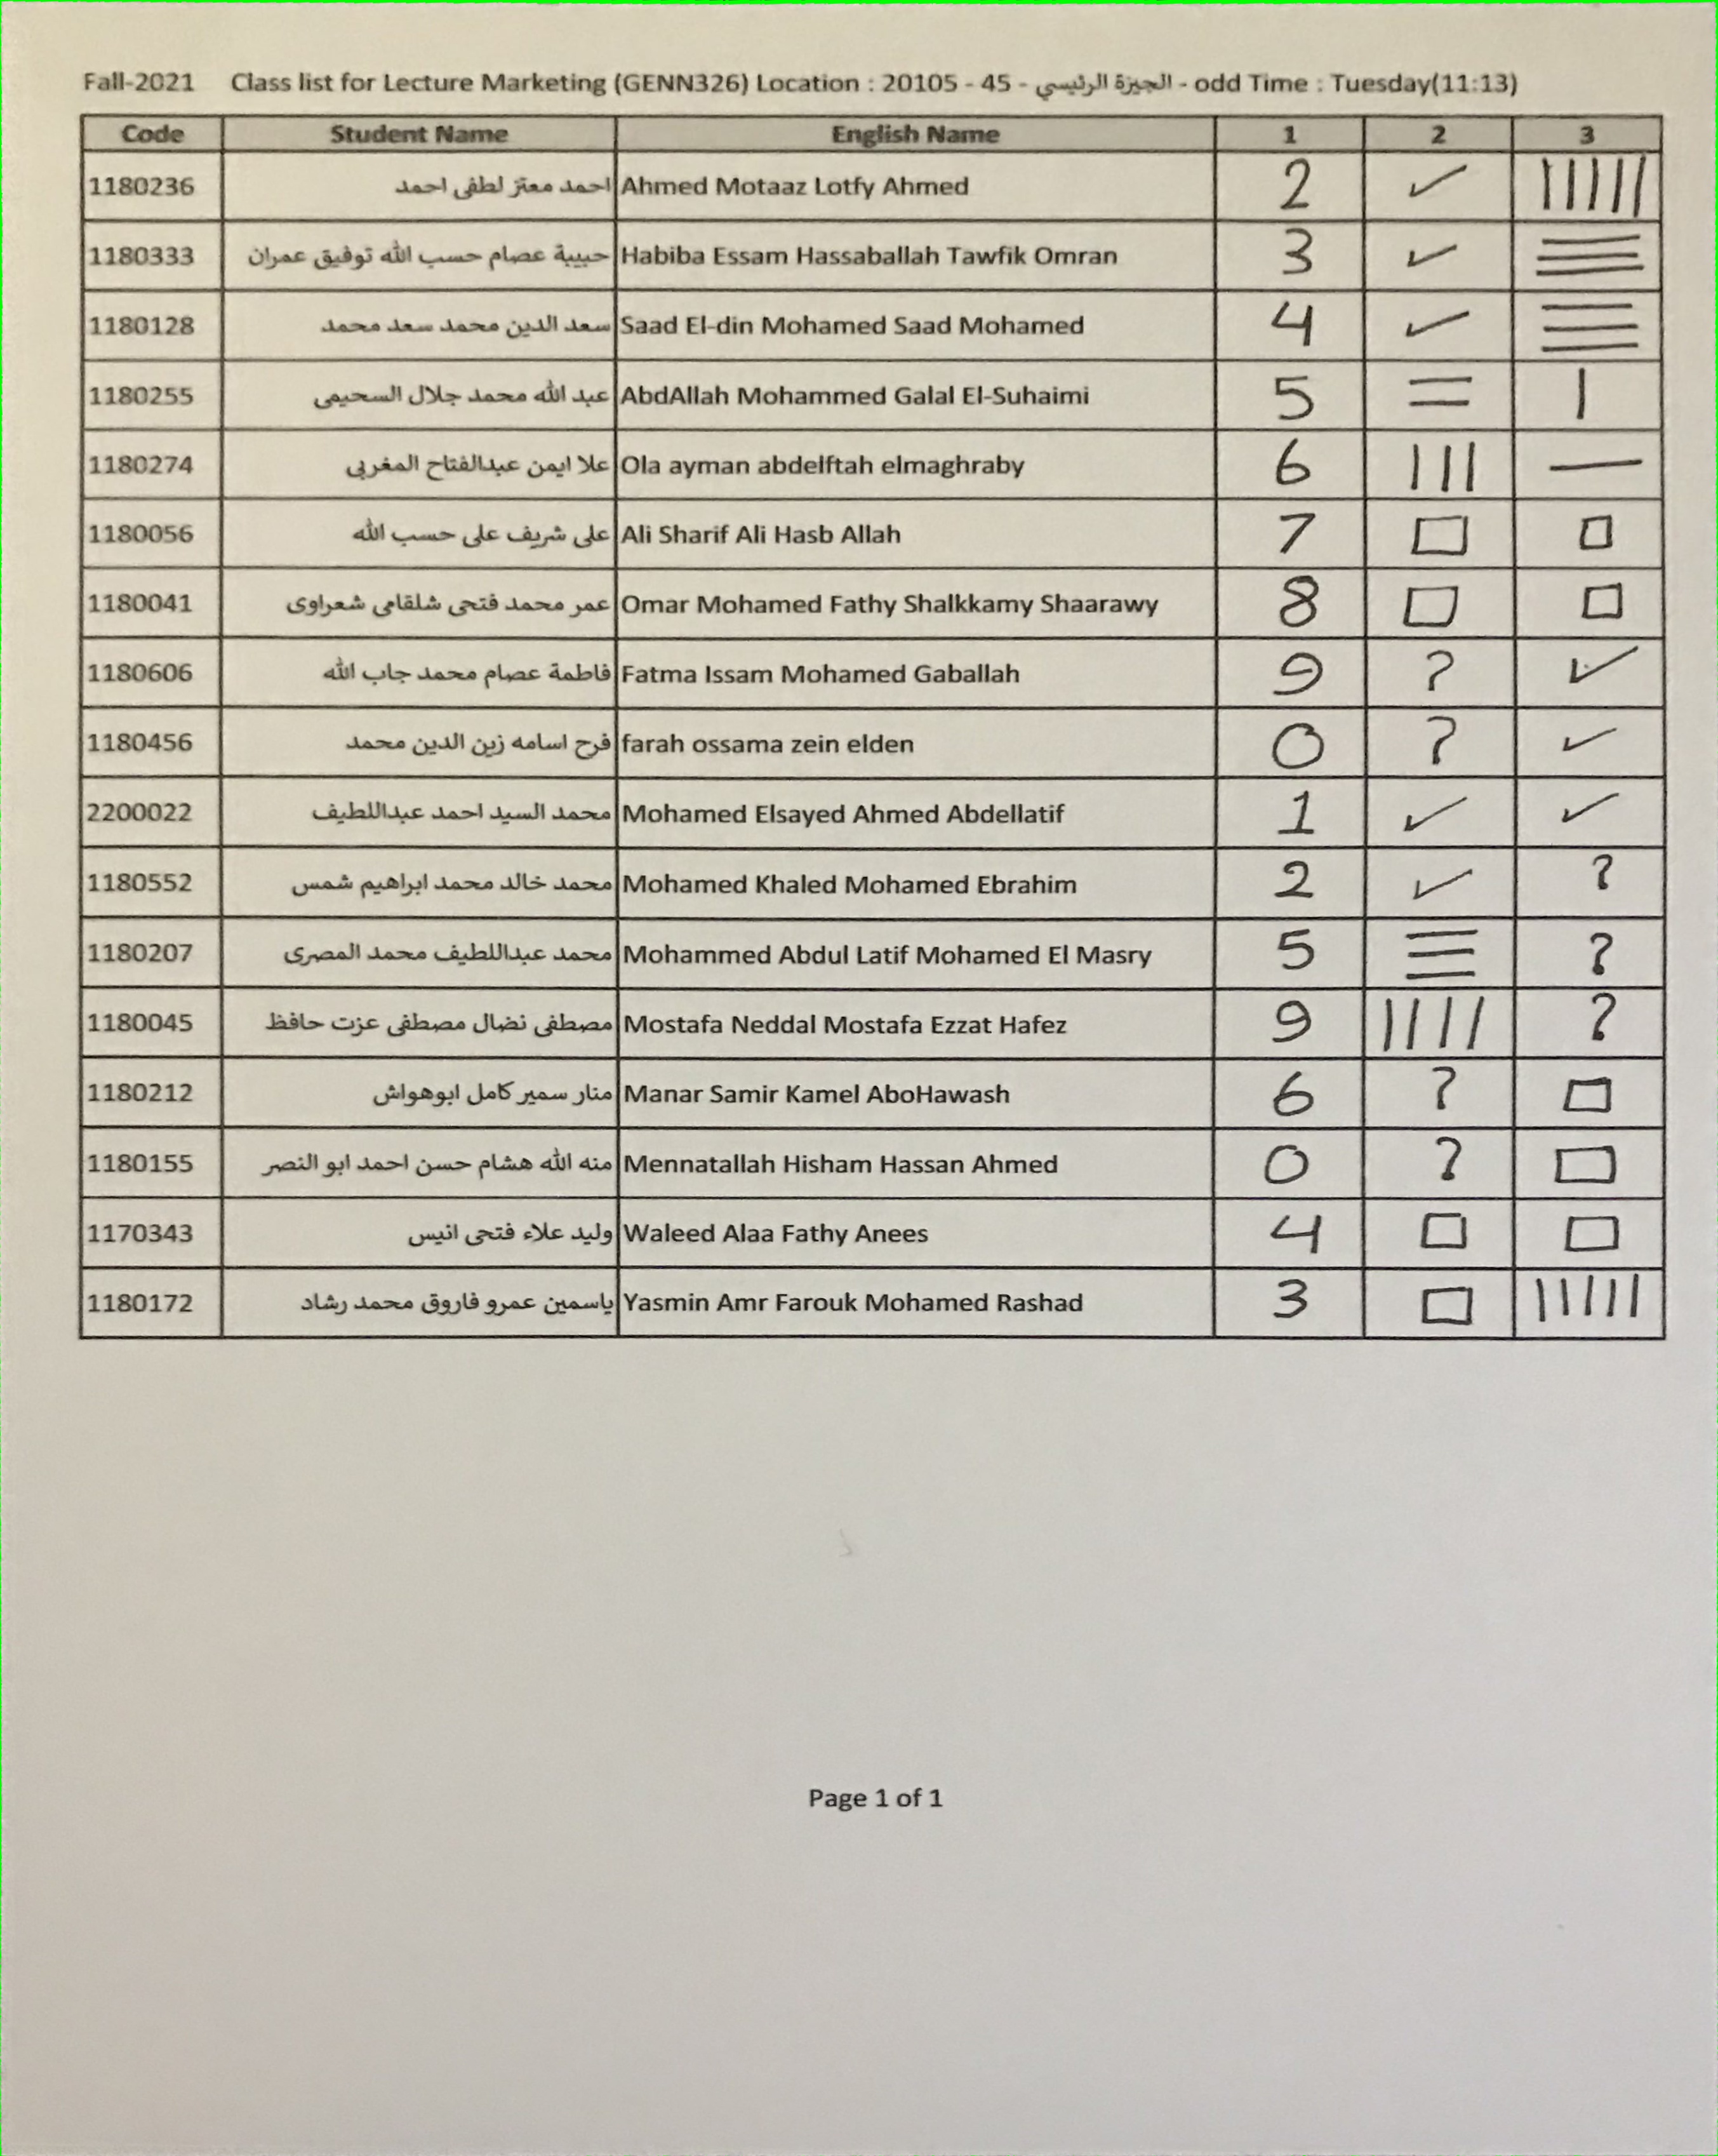 Fall-2021 Class list for Lecture Marketing (GENN326) Location : 20105 - 45 - الجيزة الرئيسي - odd Time : Tuesday(11:13)
Code Student Name English Name 1 2 3
1180236 احمد معتز لطفى احمد Ahmed Motaaz Lotfy Ahmed 2 ✓ |||||
1180333 حبيبة عصام حسب الله توفيق عمران Habiba Essam Hassaballah Tawfik Omran 3 ✓ ☰
1180128 سعد الدين محمد سعد محمد Saad El-din Mohamed Saad Mohamed 4 ✓ ☰
1180255 عبد الله محمد جلال السحيمى AbdAllah Mohammed Galal El-Suhaimi 5 = |
1180274 علا ايمن عبدالفتاح المغربى Ola ayman abdelftah elmaghraby 6 ||| —
1180056 على شريف على حسب الله Ali Sharif Ali Hasb Allah 7 □ □
1180041 عمر محمد فتحى شلقامى شعراوى Omar Mohamed Fathy Shalkkamy Shaarawy 8 □ □
1180606 فاطمة عصام محمد جاب الله Fatma Issam Mohamed Gaballah 9 ? ✓
1180456 فرح اسامه زين الدين محمد farah ossama zein elden 0 ? ✓
2200022 محمد السيد احمد عبداللطيف Mohamed Elsayed Ahmed Abdellatif 1 ✓ ✓
1180552 محمد خالد محمد ابراهيم شمس Mohamed Khaled Mohamed Ebrahim 2 ✓ ?
1180207 محمد عبداللطيف محمد المصرى Mohammed Abdul Latif Mohamed El Masry 5 ☰ ?
1180045 مصطفى نضال مصطفى عزت حافظ Mostafa Neddal Mostafa Ezzat Hafez 9 |||| ?
1180212 منار سمير كامل ابوهواش Manar Samir Kamel AboHawash 6 ? □
1180155 منه الله هشام حسن احمد ابو النصر Mennatallah Hisham Hassan Ahmed 0 ? □
1170343 وليد علاء فتحى انيس Waleed Alaa Fathy Anees 4 □ □
1180172 ياسمين عمرو فاروق محمد رشاد Yasmin Amr Farouk Mohamed Rashad 3 □ |||||
Page 1 of 1